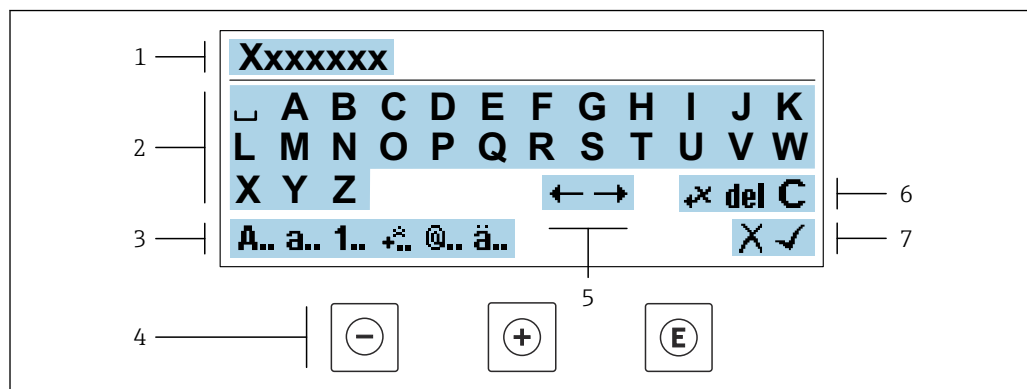 1 Xxxxxxx
␣ A B C D E F G H I J K
2 L M N O P Q R S T U V W
X Y Z ← → +× del C 6
3 A.. a.. 1.. +*.. @.. ä.. X ✓ 7
5
4 − + E